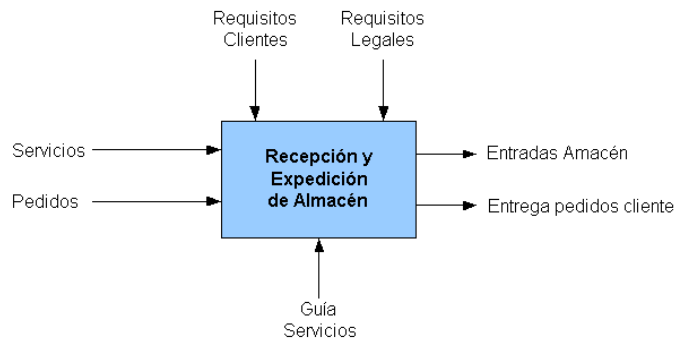 Requisitos
Clientes
Requisitos
Legales
Servicios
Pedidos
Recepción y
Expedición
de Almacén
Entradas Amacén
Entrega pedidos cliente
Guía
Servicios